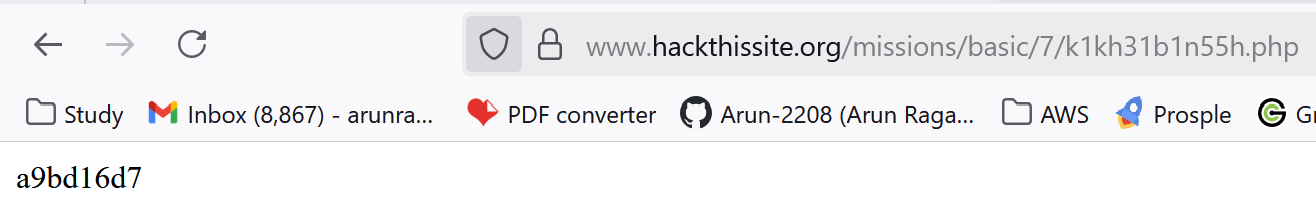 www.hackthissite.org/missions/basic/7/k1kh31b1n55h.php
Study Inbox (8,867) - arunra... PDF converter Arun-2208 (Arun Raga... AWS Prosple
a9bd16d7